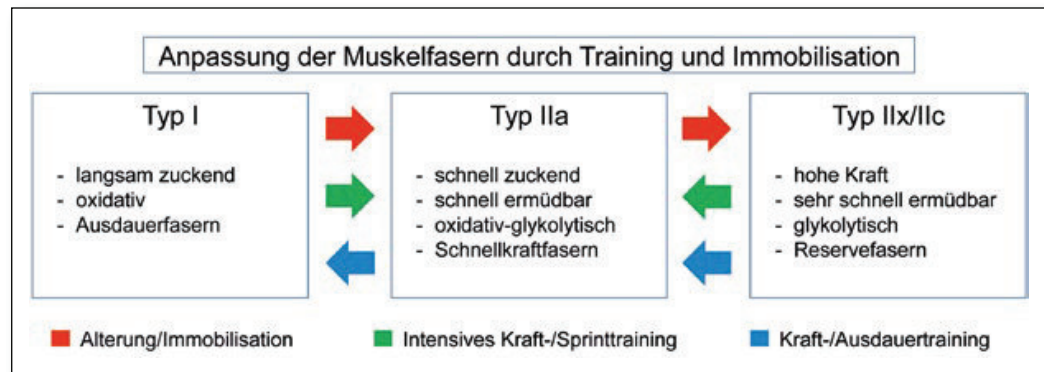 Anpassung der Muskelfasern durch Training und Immobilisation
Typ I
- langsam zuckend
- oxidativ
- Ausdauerfasern
Typ IIa
- schnell zuckend
- schnell ermüdbar
- oxidativ-glykolytisch
- Schnellkraftfasern
Typ IIx/IIc
- hohe Kraft
- sehr schnell ermüdbar
- glykolytisch
- Reservefasern
Alterung/Immobilisation
Intensives Kraft-/Sprinttraining
Kraft-/Ausdauertraining